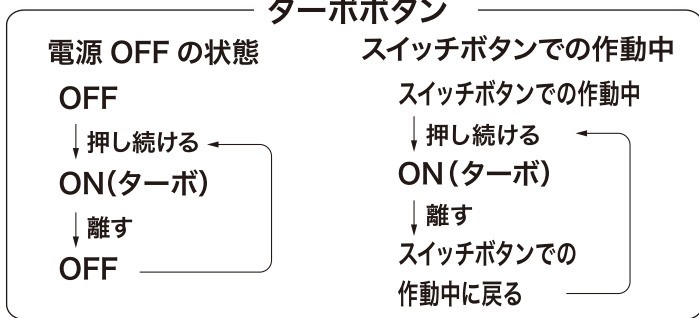 ターボボタン
電源 OFF の状態
OFF
押し続ける
ON(ターボ)
離す
OFF
スイッチボタンでの作動中
スイッチボタンでの作動中
押し続ける
ON(ターボ)
離す
スイッチボタンでの
作動中に戻る